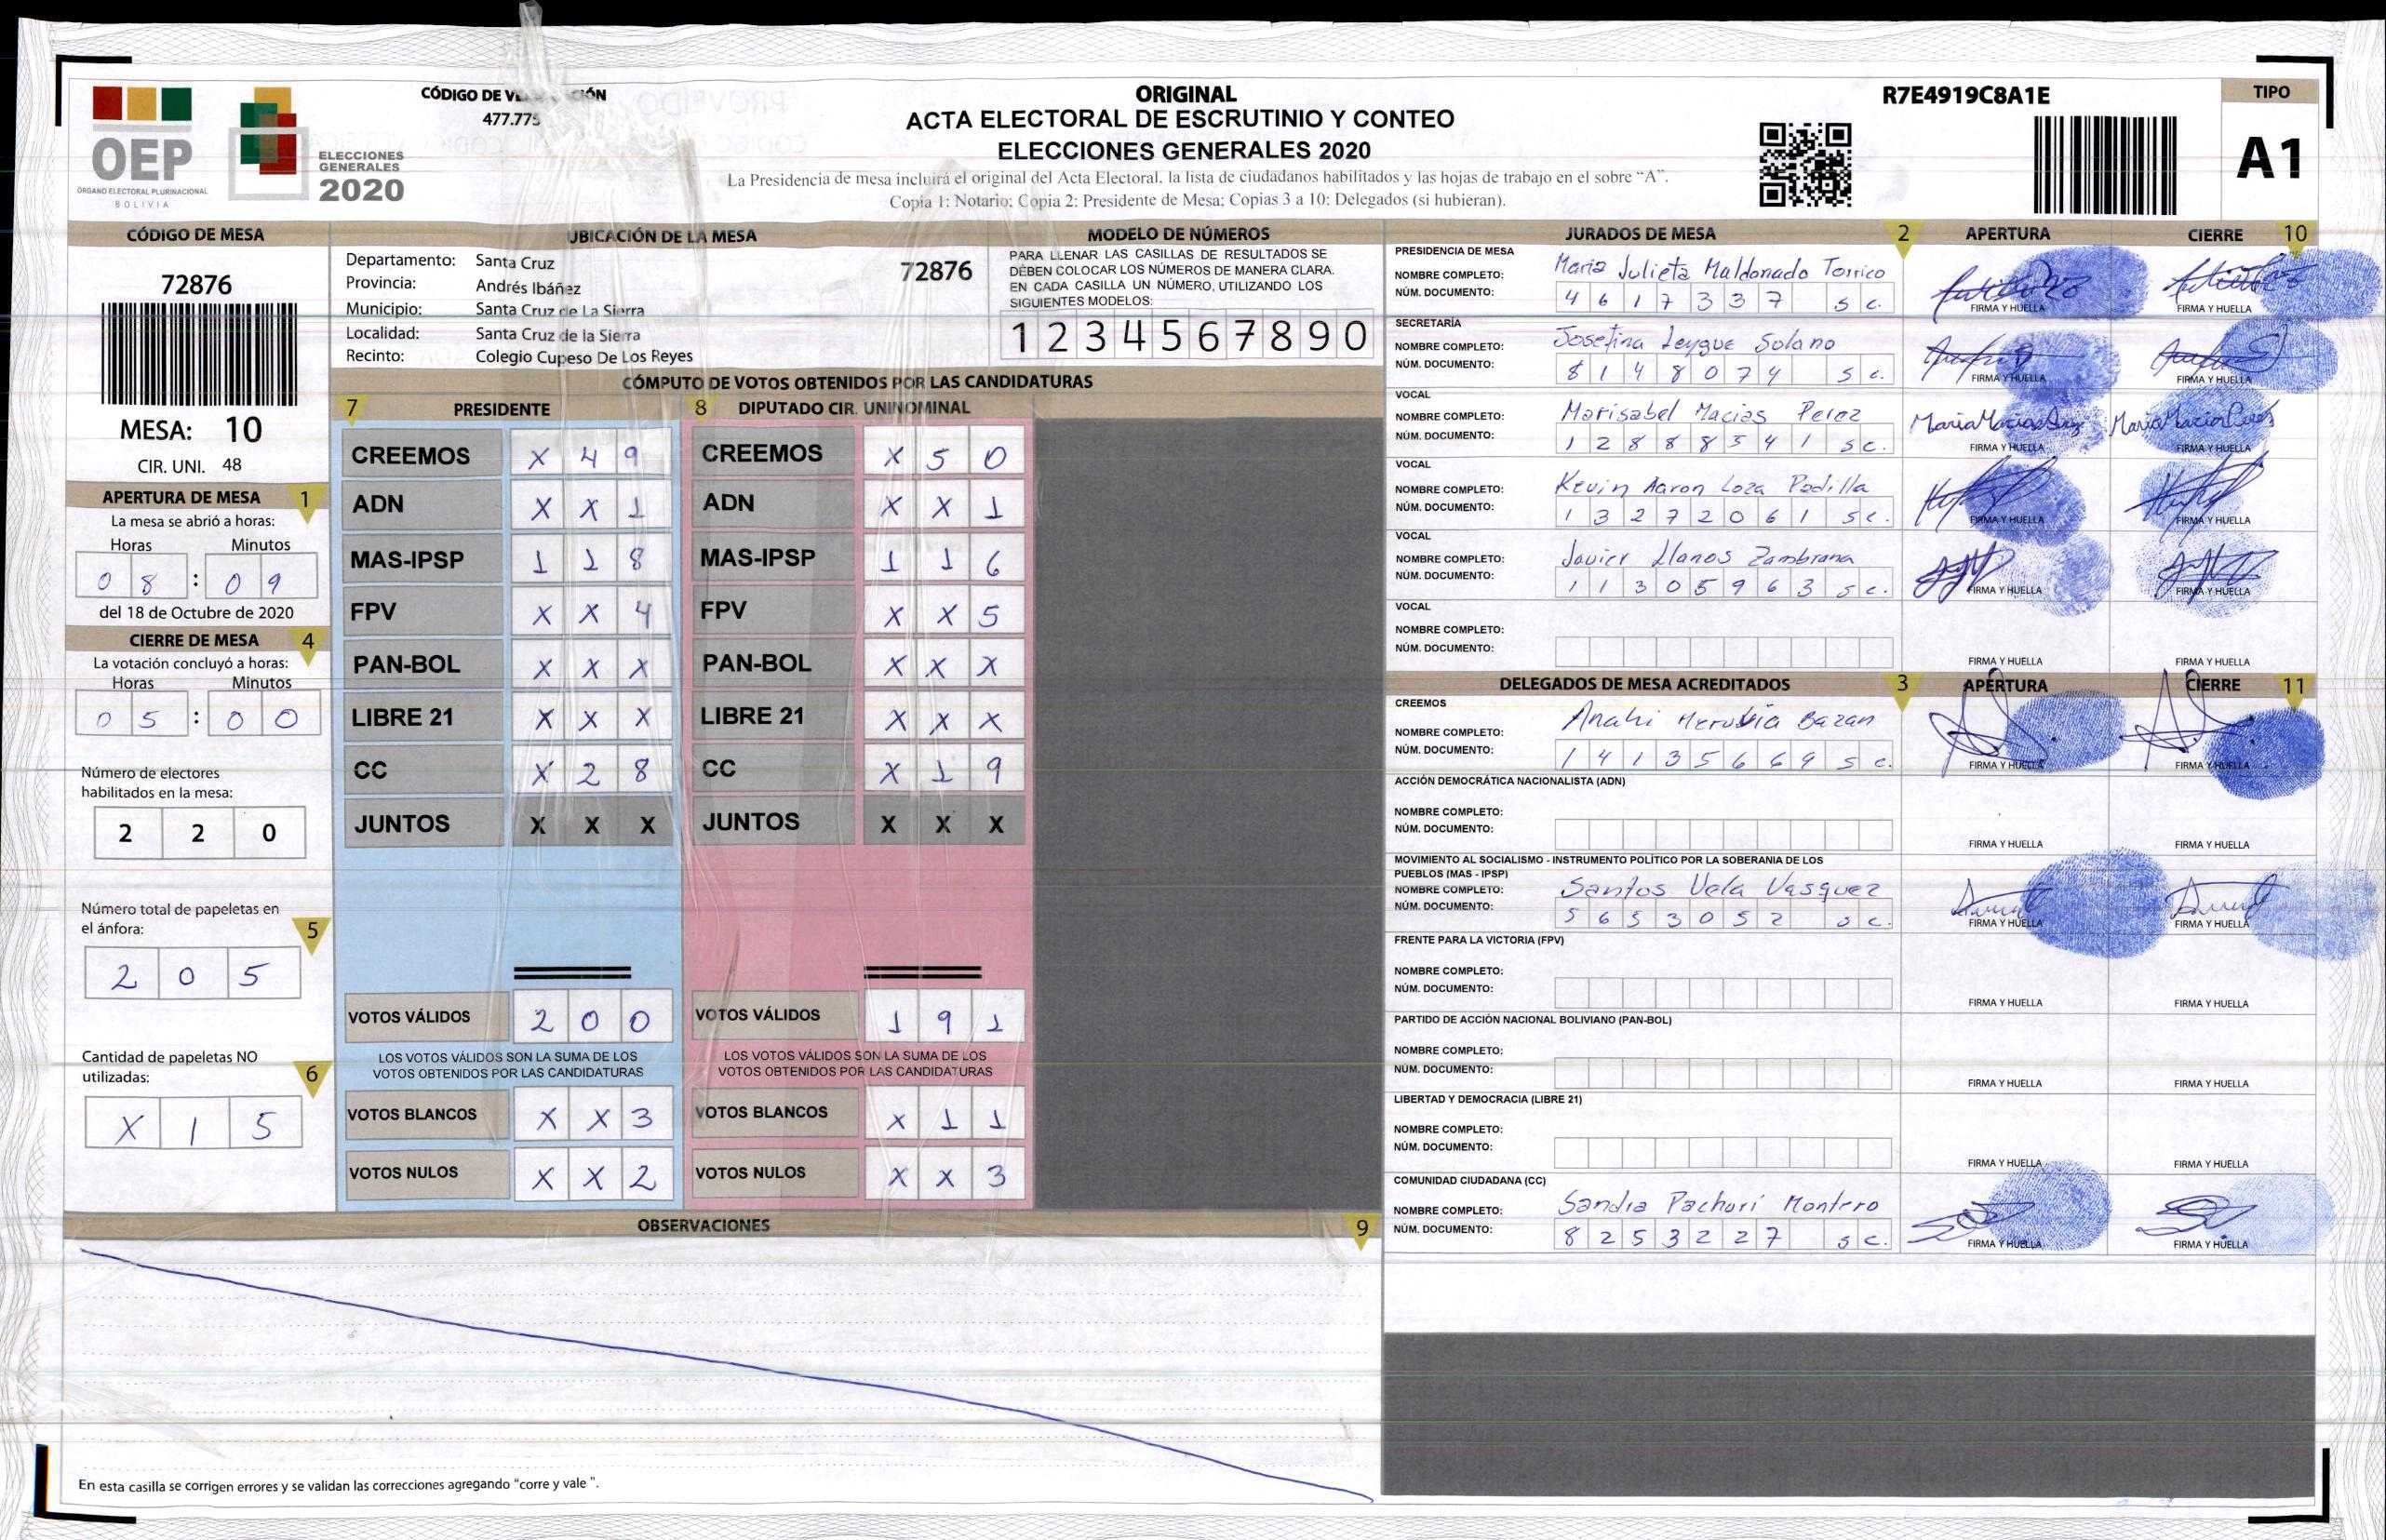 ORIGINAL
ACTA ELECTORAL DE ESCRUTINIO Y CONTEO
ELECCIONES GENERALES 2020
La Presidencia de mesa incluirá el original del Acta Electoral, la lista de ciudadanos habilitados y las hojas de trabajo en el sobre “A”.
Copia 1: Notario; Copia 2: Presidente de Mesa; Copias 3 a 10: Delegados (si hubieran).
OEP
ÓRGANO ELECTORAL PLURINACIONAL
BOLIVIA
ELECCIONES
GENERALES
2020
CÓDIGO DE
477.775
R7E4919C8A1E
TIPO
A1
CÓDIGO DE MESA
72876
MESA: 10
CIR. UNI. 48
APERTURA DE MESA 1
La mesa se abrió a horas:
Horas Minutos
0 8 : 0 9
del 18 de Octubre de 2020
CIERRE DE MESA 4
La votación concluyó a horas:
Horas Minutos
0 5 : 0 0
Número de electores
habilitados en la mesa:
2 2 0
Número total de papeletas en
el ánfora: 5
2 0 5
Cantidad de papeletas NO
utilizadas: 6
X 1 5
UBICACIÓN DE LA MESA
Departamento: Santa Cruz
Provincia: Andrés Ibáñez
Municipio: Santa Cruz de La Sierra
Localidad: Santa Cruz de la Sierra
Recinto: Colegio Cupeso De Los Reyes
72876
MODELO DE NÚMEROS
PARA LLENAR LAS CASILLAS DE RESULTADOS SE
DEBEN COLOCAR LOS NÚMEROS DE MANERA CLARA.
EN CADA CASILLA UN NÚMERO, UTILIZANDO LOS
SIGUIENTES MODELOS:
1 2 3 4 5 6 7 8 9 0
CÓMPUTO DE VOTOS OBTENIDOS POR LAS CANDIDATURAS
7 PRESIDENTE
CREEMOS X 4 9
ADN X X 1
MAS-IPSP 1 1 8
FPV X X 4
PAN-BOL X X X
LIBRE 21 X X X
CC X 2 8
JUNTOS X X X
VOTOS VÁLIDOS 2 0 0
LOS VOTOS VÁLIDOS SON LA SUMA DE LOS
VOTOS OBTENIDOS POR LAS CANDIDATURAS
VOTOS BLANCOS X X 3
VOTOS NULOS X X 2
8 DIPUTADO CIR. UNINOMINAL
CREEMOS X 5 0
ADN X X 1
MAS-IPSP 1 1 6
FPV X X 5
PAN-BOL X X X
LIBRE 21 X X X
CC X 1 9
JUNTOS X X X
VOTOS VÁLIDOS 1 9 1
LOS VOTOS VÁLIDOS SON LA SUMA DE LOS
VOTOS OBTENIDOS POR LAS CANDIDATURAS
VOTOS BLANCOS X 1 1
VOTOS NULOS X X 3
OBSERVACIONES 9
En esta casilla se corrigen errores y se validan las correcciones agregando “corre y vale ”.
JURADOS DE MESA 2 APERTURA CIERRE 10
PRESIDENCIA DE MESA
NOMBRE COMPLETO: Maria Julieta Maldonado Torrico
NÚM. DOCUMENTO: 4 6 1 7 3 3 7 s c.
FIRMA Y HUELLA FIRMA Y HUELLA
SECRETARÍA
NOMBRE COMPLETO: Josefina Leygue Solano
NÚM. DOCUMENTO: 8 1 4 8 0 7 4 s c.
FIRMA Y HUELLA FIRMA Y HUELLA
VOCAL
NOMBRE COMPLETO: Marisabel Macias Perez
NÚM. DOCUMENTO: 1 2 8 8 8 5 4 1 s c.
FIRMA Y HUELLA FIRMA Y HUELLA
VOCAL
NOMBRE COMPLETO: Kevin Aaron Loza Padilla
NÚM. DOCUMENTO: 1 3 2 7 2 0 6 1 s c.
FIRMA Y HUELLA FIRMA Y HUELLA
VOCAL
NOMBRE COMPLETO: Javier Llanos Zambrana
NÚM. DOCUMENTO: 1 1 3 0 5 9 6 3 s c.
FIRMA Y HUELLA FIRMA Y HUELLA
VOCAL
NOMBRE COMPLETO:
NÚM. DOCUMENTO:
FIRMA Y HUELLA FIRMA Y HUELLA
DELEGADOS DE MESA ACREDITADOS 3 APERTURA CIERRE 11
CREEMOS
NOMBRE COMPLETO: Anahi Merubia Bazan
NÚM. DOCUMENTO: 1 4 1 3 5 6 6 9 s c.
FIRMA Y HUELLA FIRMA Y HUELLA
ACCIÓN DEMOCRÁTICA NACIONALISTA (ADN)
NOMBRE COMPLETO:
NÚM. DOCUMENTO:
FIRMA Y HUELLA FIRMA Y HUELLA
MOVIMIENTO AL SOCIALISMO - INSTRUMENTO POLÍTICO POR LA SOBERANIA DE LOS
PUEBLOS (MAS - IPSP)
NOMBRE COMPLETO: Santos Vela Vasquez
NÚM. DOCUMENTO: 5 6 5 3 0 5 2 s c.
FIRMA Y HUELLA FIRMA Y HUELLA
FRENTE PARA LA VICTORIA (FPV)
NOMBRE COMPLETO:
NÚM. DOCUMENTO:
FIRMA Y HUELLA FIRMA Y HUELLA
PARTIDO DE ACCIÓN NACIONAL BOLIVIANO (PAN-BOL)
NOMBRE COMPLETO:
NÚM. DOCUMENTO:
FIRMA Y HUELLA FIRMA Y HUELLA
LIBERTAD Y DEMOCRACIA (LIBRE 21)
NOMBRE COMPLETO:
NÚM. DOCUMENTO:
FIRMA Y HUELLA FIRMA Y HUELLA
COMUNIDAD CIUDADANA (CC)
NOMBRE COMPLETO: Sandra Pachuri Montero
NÚM. DOCUMENTO: 8 2 5 3 2 2 7 s c.
FIRMA Y HUELLA FIRMA Y HUELLA